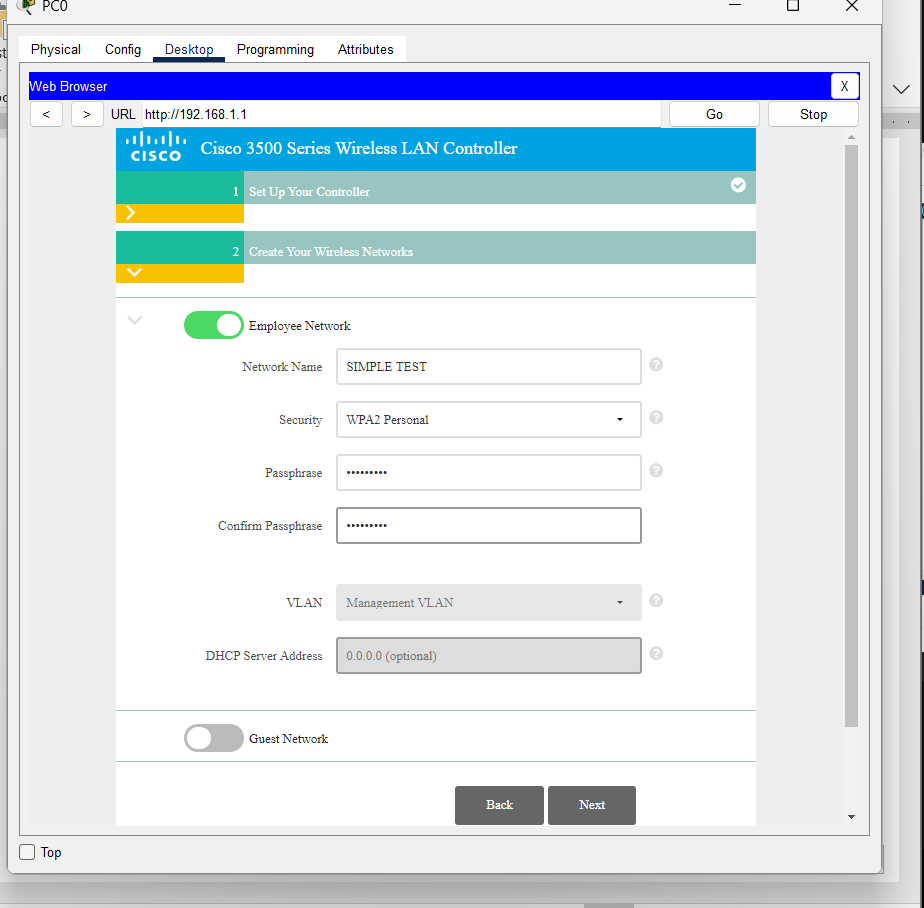 PC0
Physical Config Desktop Programming Attributes
Web Browser X
< > URL http://192.168.1.1 Go Stop
CISCO Cisco 3500 Series Wireless LAN Controller
1 Set Up Your Controller
2 Create Your Wireless Networks
Employee Network
Network Name SIMPLE TEST ?
Security WPA2 Personal ?
Passphrase ••••••••• ?
Confirm Passphrase •••••••••
VLAN Management VLAN ?
DHCP Server Address 0.0.0.0 (optional) ?
Guest Network
Back Next
Top